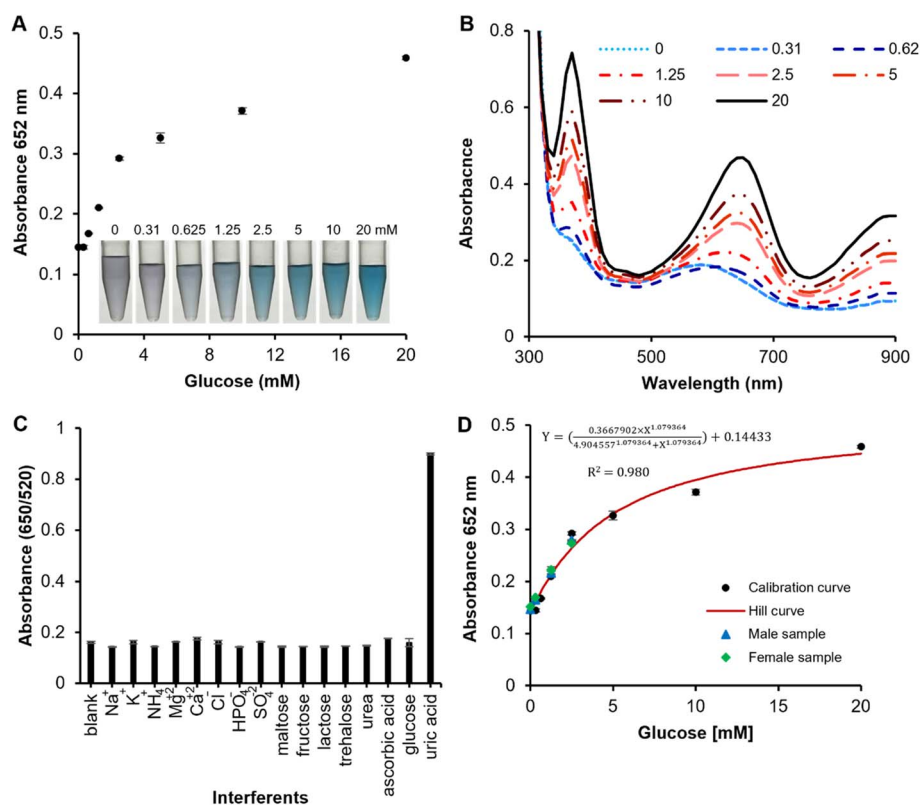 A
0.5
0.4
0.3
0.2
0.1
0
Absorbance 652 nm
0 0.31 0.625 1.25 2.5 5 10 20 mM
0 4 8 12 16 20
Glucose (mM)
B
0.8
0.6
0.4
0.2
0
Absorbacnce
0 0.31 0.62
1.25 2.5 5
10 20
300 500 700 900
Wavelength (nm)
C
1
0.8
0.6
0.4
0.2
0
Absorbance (650/520)
blank
Na⁺
K⁺
NH₄⁺
Mg⁺²
Ca⁺²
Cl⁻
HPO₄⁻
SO₄⁻²
maltose
fructose
lactose
trehalose
urea
ascorbic acid
glucose
uric acid
Interferents
D
0.5
0.4
0.3
0.2
0.1
0
Absorbance 652 nm
Y = (0.3667902×X^1.079364 / 4.904557^1.079364+X^1.079364) + 0.14433
R² = 0.980
Calibration curve
Hill curve
Male sample
Female sample
0 5 10 15 20
Glucose [mM]